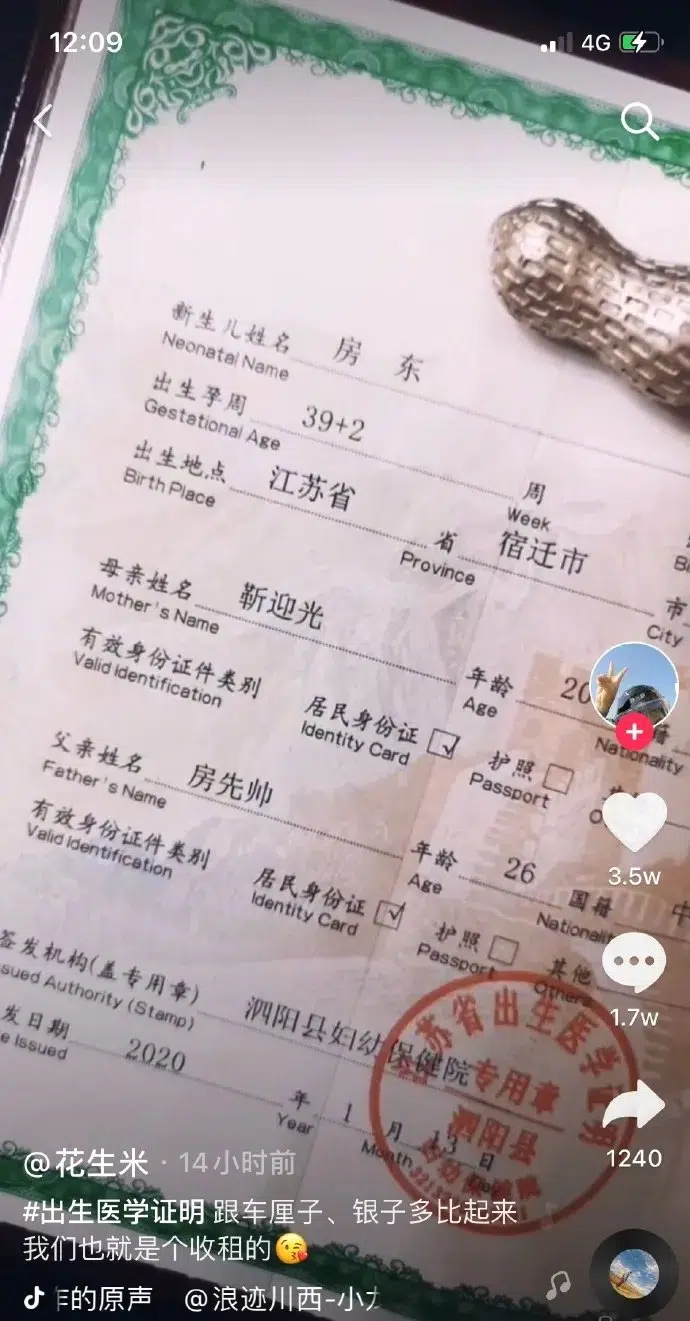 12:09
4G
新生儿姓名 房 东
Neonatal Name
出生孕周 39+2 周
Gestational Age Week
出生地点 江苏省 省 宿迁市 市
Birth Place Province City
母亲姓名 靳迎光 年龄 20
Mother's Name Age Nationality
有效身份证件类别 居民身份证 护照
Valid Identification Identity Card Passport
父亲姓名 房先帅 年龄 26 国籍 中
Father's Name Age Nationality
有效身份证件类别 居民身份证 护照 其他
Valid Identification Identity Card Passport Others
签发机构(盖专用章) 泗阳县妇幼保健院
ssued Authority (Stamp)
发日期 2020 年 1 月 13 日
e Issued Year Month
苏省出生医学证明
专用章
泗阳县
3.5w
1.7w
1240
@花生米 · 14小时前
#出生医学证明 跟车厘子、银子多比起来
我们也就是个收租的😘
的原声 @浪迹川西-小